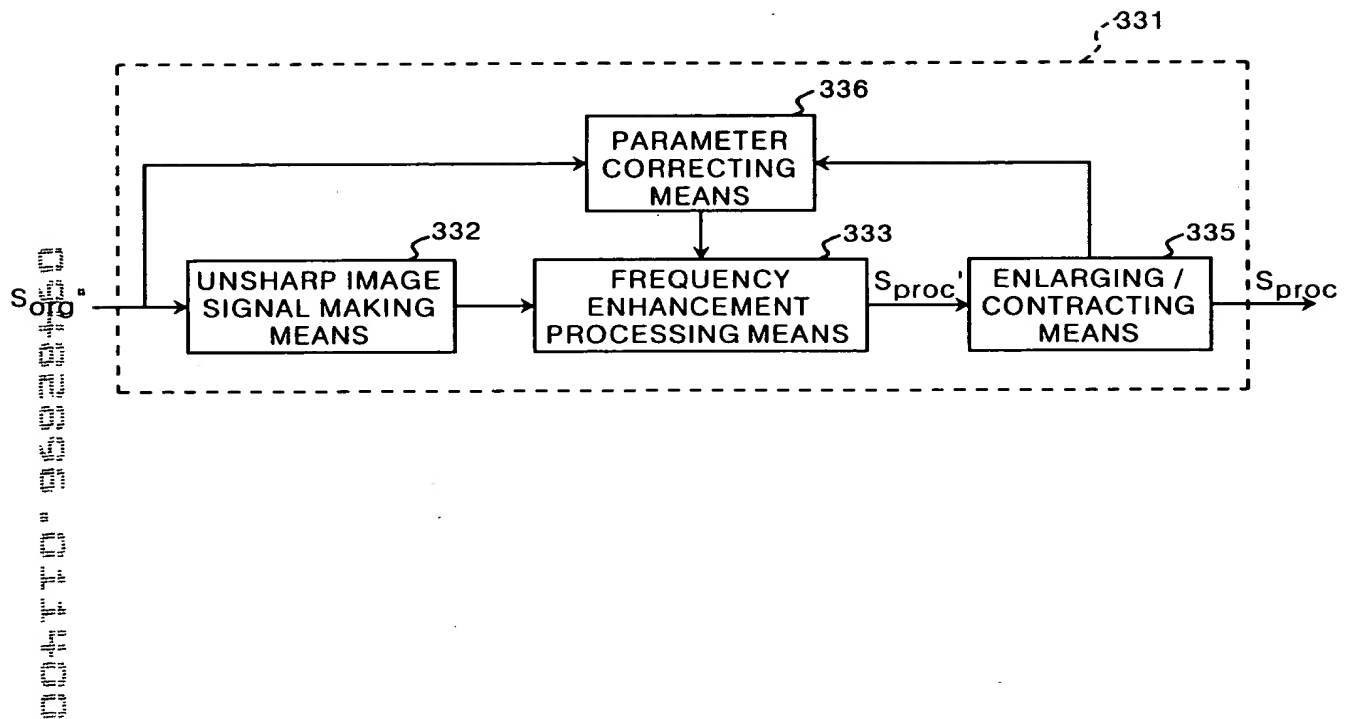 331
336
PARAMETER
CORRECTING
MEANS
332
333
335
UNSHARP IMAGE
SIGNAL MAKING
MEANS
FREQUENCY
ENHANCEMENT
PROCESSING MEANS
ENLARGING /
CONTRACTING
MEANS
Sorg
Sproc'
Sproc